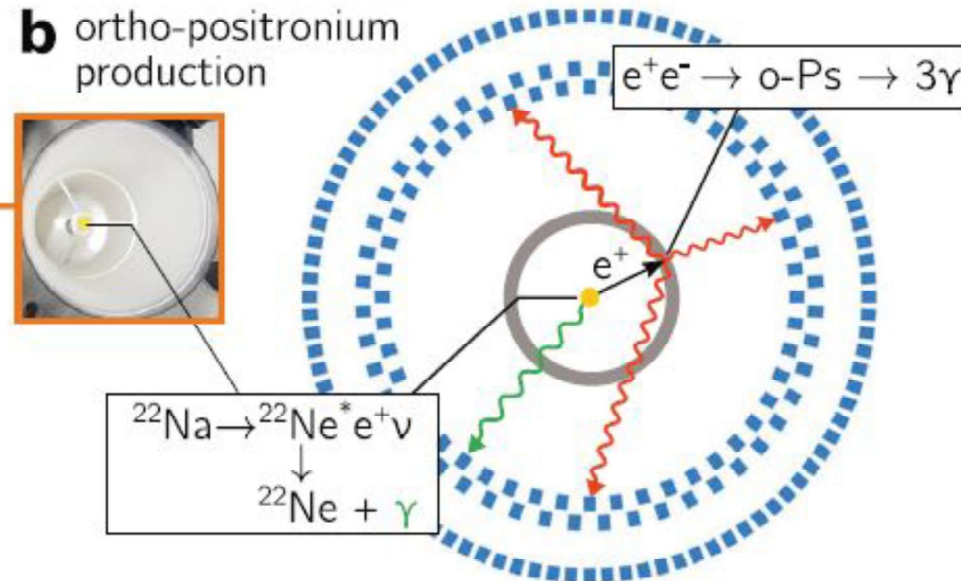 b ortho-positronium
production
e⁺e⁻ → o-Ps → 3γ
e⁺
²²Na→²²Ne*e⁺ν
↓
²²Ne + γ